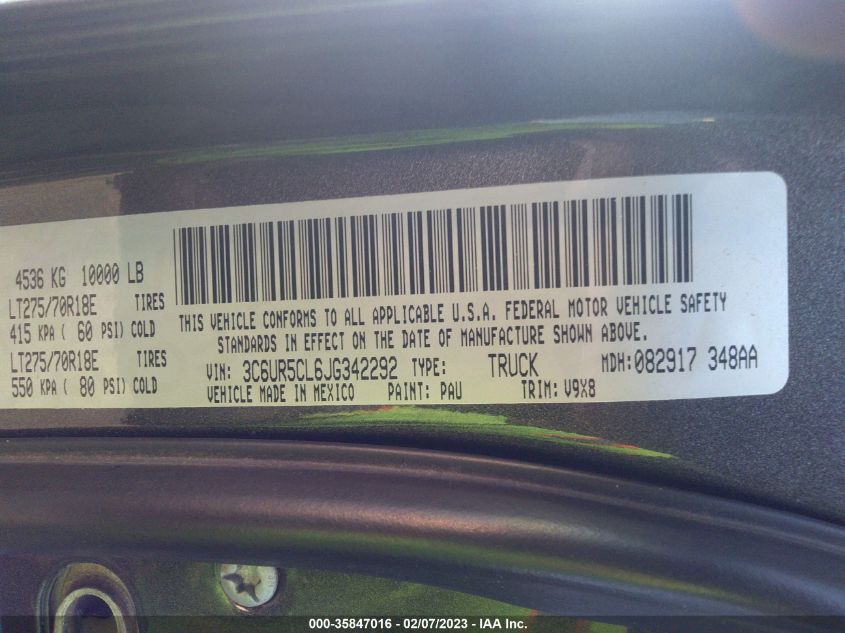 4536 KG 10000 LB
LT275/70R18E TIRES
415 KPA ( 60 PSI) COLD
LT275/70R18E TIRES
550 KPA ( 80 PSI) COLD
THIS VEHICLE CONFORMS TO ALL APPLICABLE U.S.A. FEDERAL MOTOR VEHICLE SAFETY
STANDARDS IN EFFECT ON THE DATE OF MANUFACTURE SHOWN ABOVE.
VIN: 3C6UR5CL6JG342292 TYPE: TRUCK MDH:082917 348AA
VEHICLE MADE IN MEXICO PAINT: PAU TRIM: V9X8
000-35847016 - 02/07/2023 - IAA Inc.